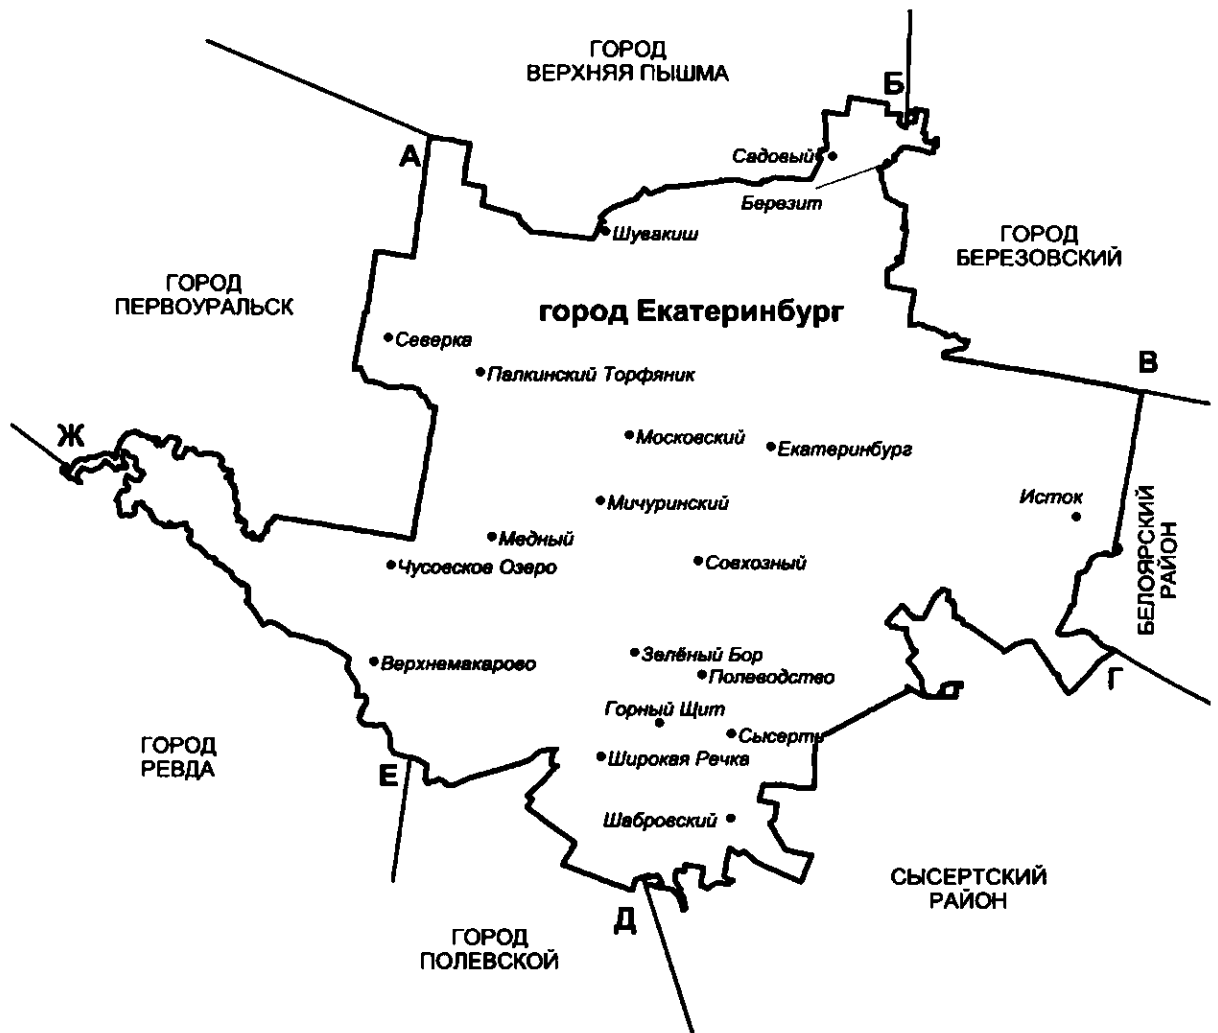 ГОРОД
ВЕРХНЯЯ ПЫШМА
Б
А
Садовый
Березит
Шувакиш
ГОРОД
БЕРЕЗОВСКИЙ
ГОРОД
ПЕРВОУРАЛЬСК
город Екатеринбург
Северка
Палкинский Торфяник
В
Ж
Московский
Екатеринбург
Мичуринский
Исток
Медный
Чусовское Озеро
Совхозный
БЕЛОЯРСКИЙ
РАЙОН
Зелёный Бор
Верхнемакарово
Полеводство
Г
Горный Щит
Сысерть
ГОРОД
РЕВДА
Е
Широкая Речка
Шабровский
СЫСЕРТСКИЙ
РАЙОН
Д
ГОРОД
ПОЛЕВСКОЙ